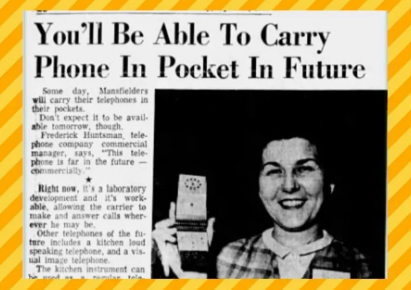 You'll Be Able To Carry
Phone In Pocket In Future
Some day, Mansfielders
will carry their telephones in
their pockets.
Don't expect it to be avail-
able tomorrow, though.
Frederick Huntsman, tele-
phone company commercial
manager, says, "This tele-
phone is far in the future —
commercially."
Right now, it's a laboratory
development and it's work-
able, allowing the carrier to
make and answer calls wher-
ever he may be.
Other telephones of the fu-
ture includes a kitchen loud
speaking telephone, and a vis-
ual image telephone.
The kitchen instrument can